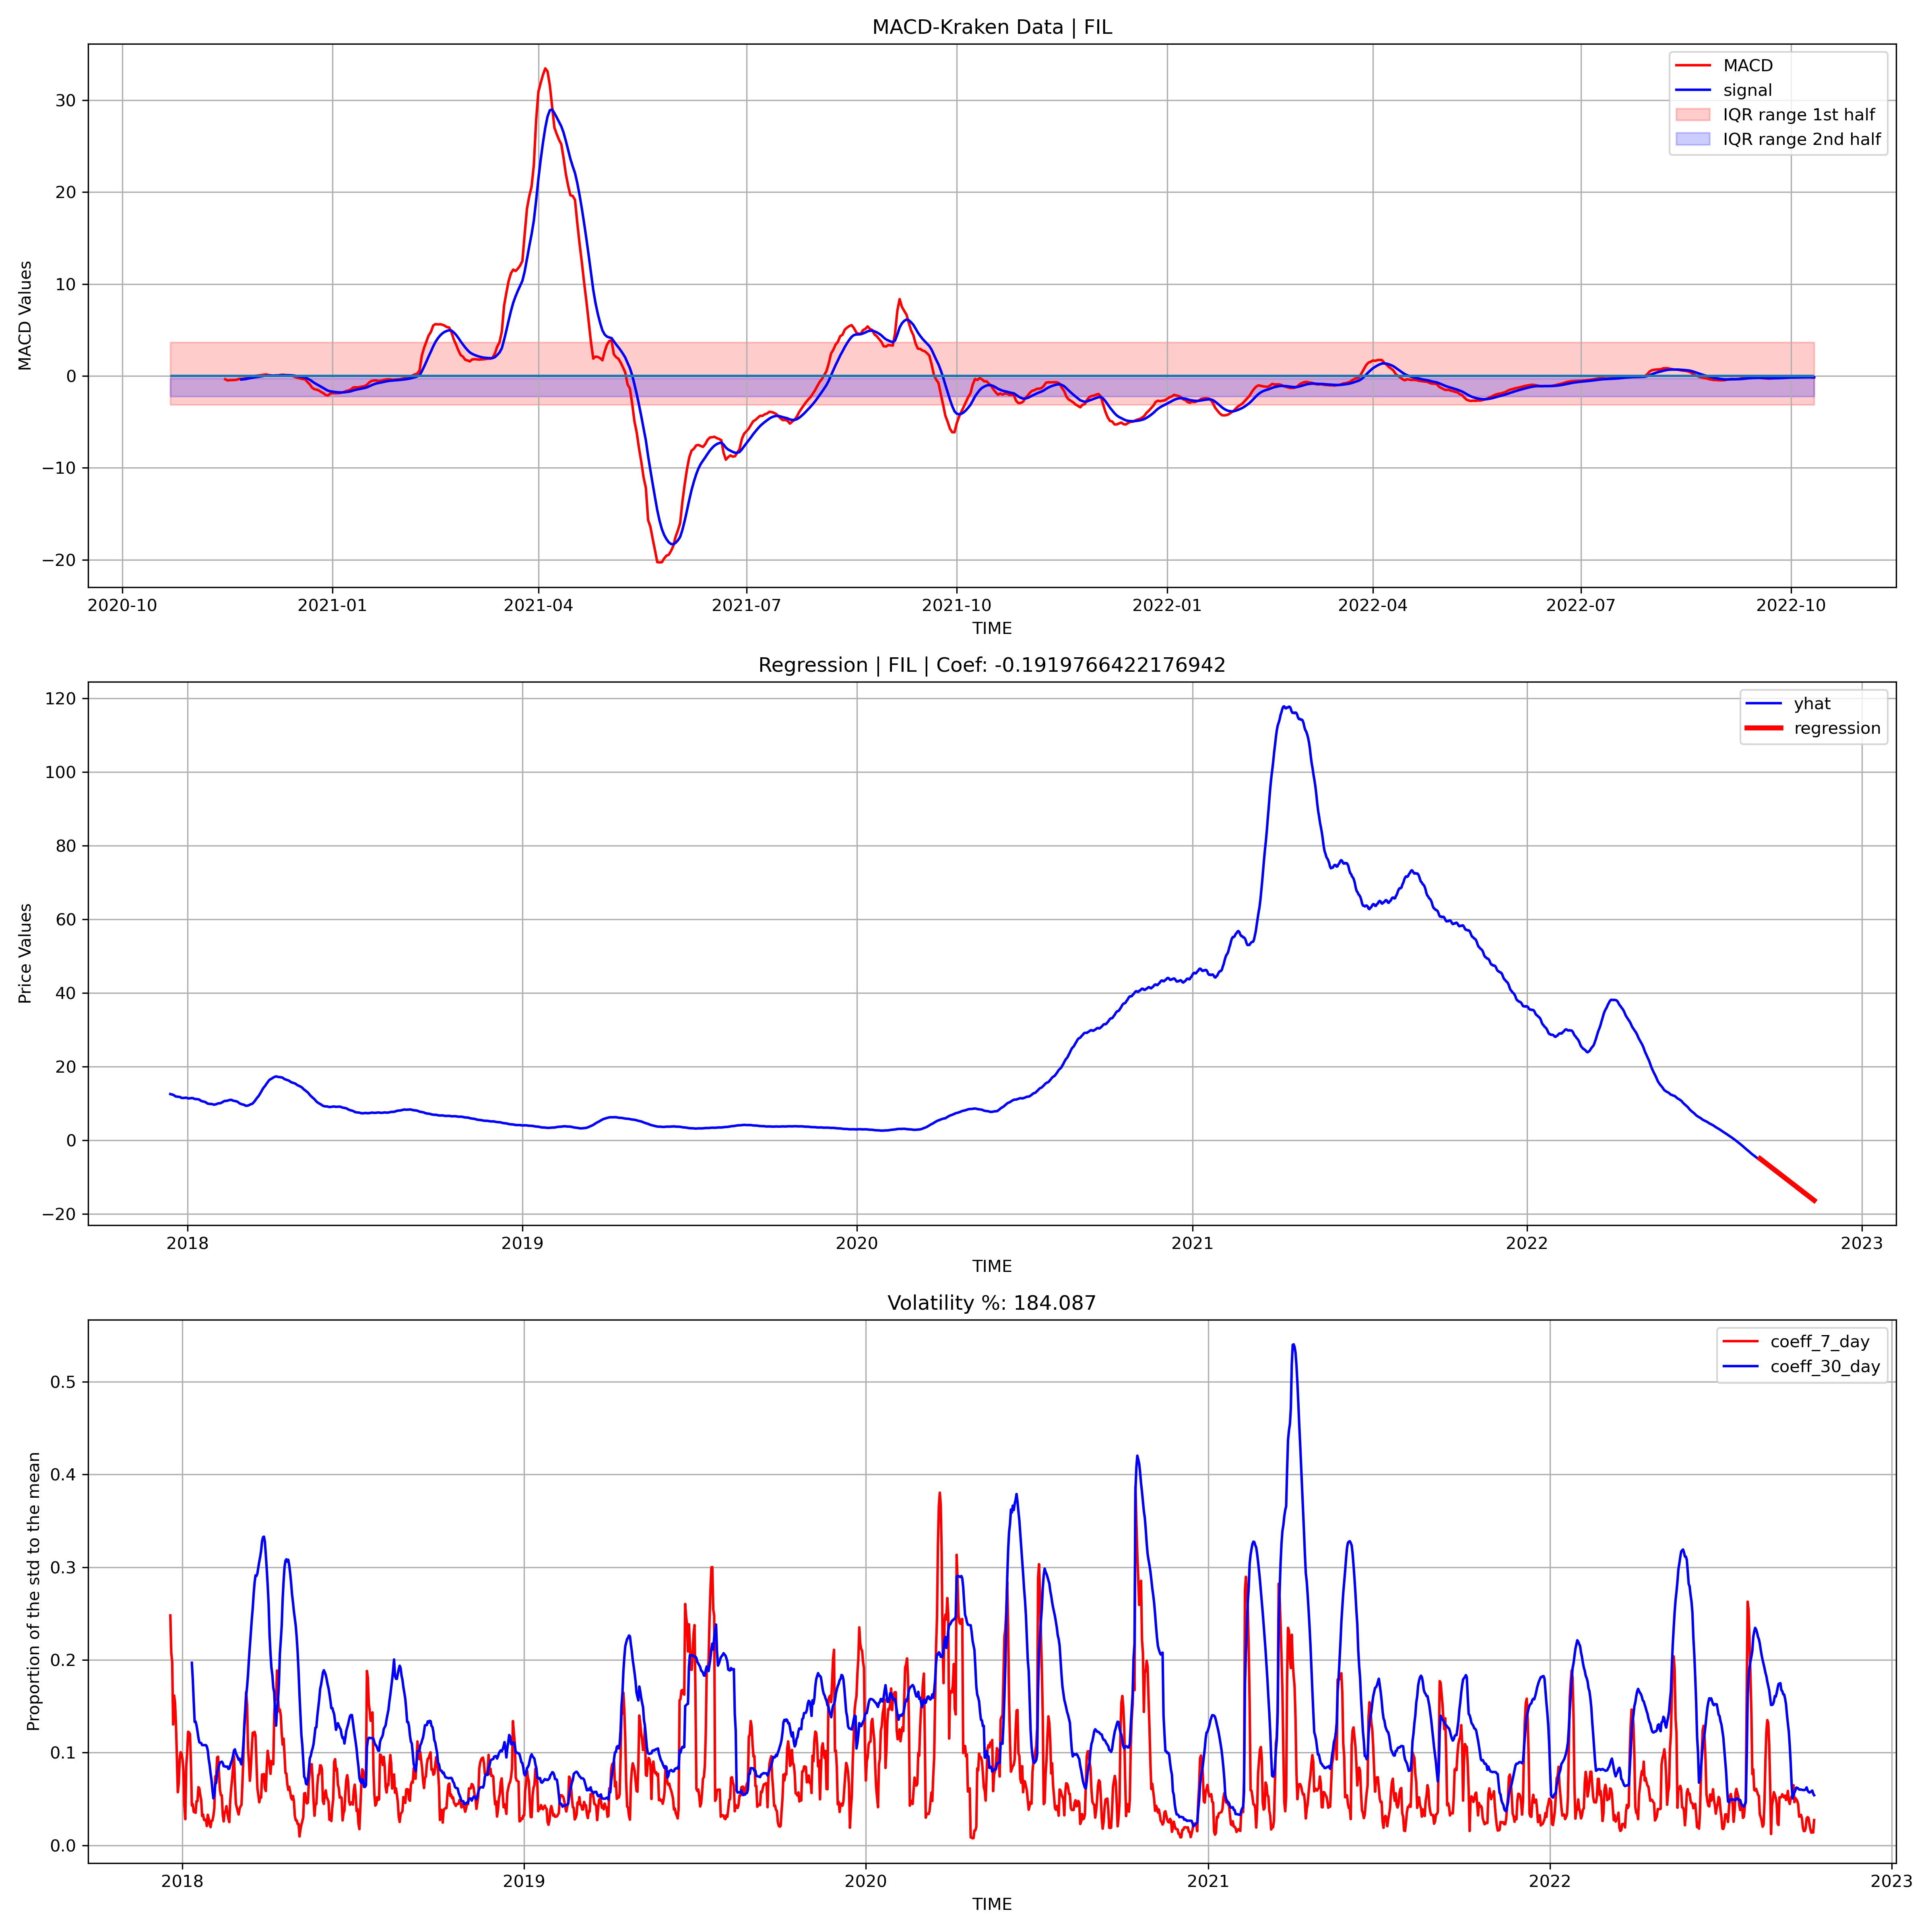 MACD-Kraken Data | FIL
MACD
signal
IQR range 1st half
IQR range 2nd half
MACD Values
30
20
10
0
−10
−20
2020-10 2021-01 2021-04 2021-07 2021-10 2022-01 2022-04 2022-07 2022-10
TIME
Regression | FIL | Coef: -0.1919766422176942
yhat
regression
Price Values
120
100
80
60
40
20
0
−20
2018 2019 2020 2021 2022 2023
TIME
Volatility %: 184.087
coeff_7_day
coeff_30_day
Proportion of the std to the mean
0.5
0.4
0.3
0.2
0.1
0.0
2018 2019 2020 2021 2022 2023
TIME